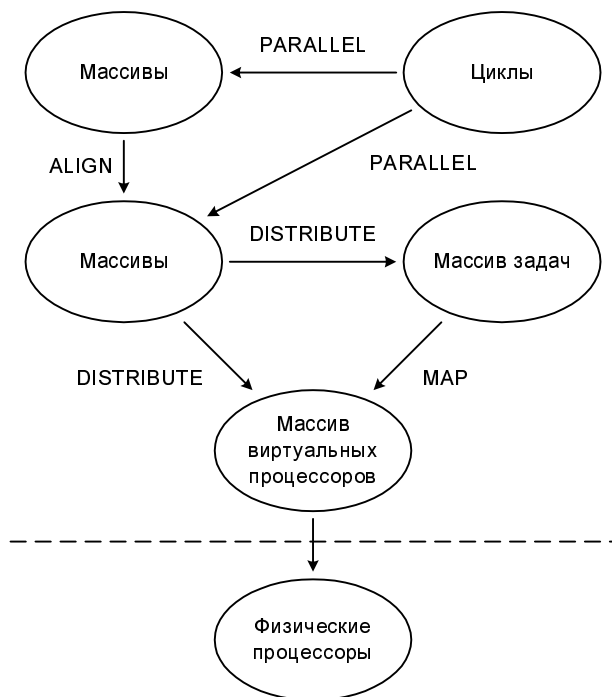 PARALLEL
Массивы
Циклы
ALIGN
PARALLEL
DISTRIBUTE
Массивы
Массив задач
DISTRIBUTE
MAP
Массив
виртуальных
процессоров
Физические
процессоры